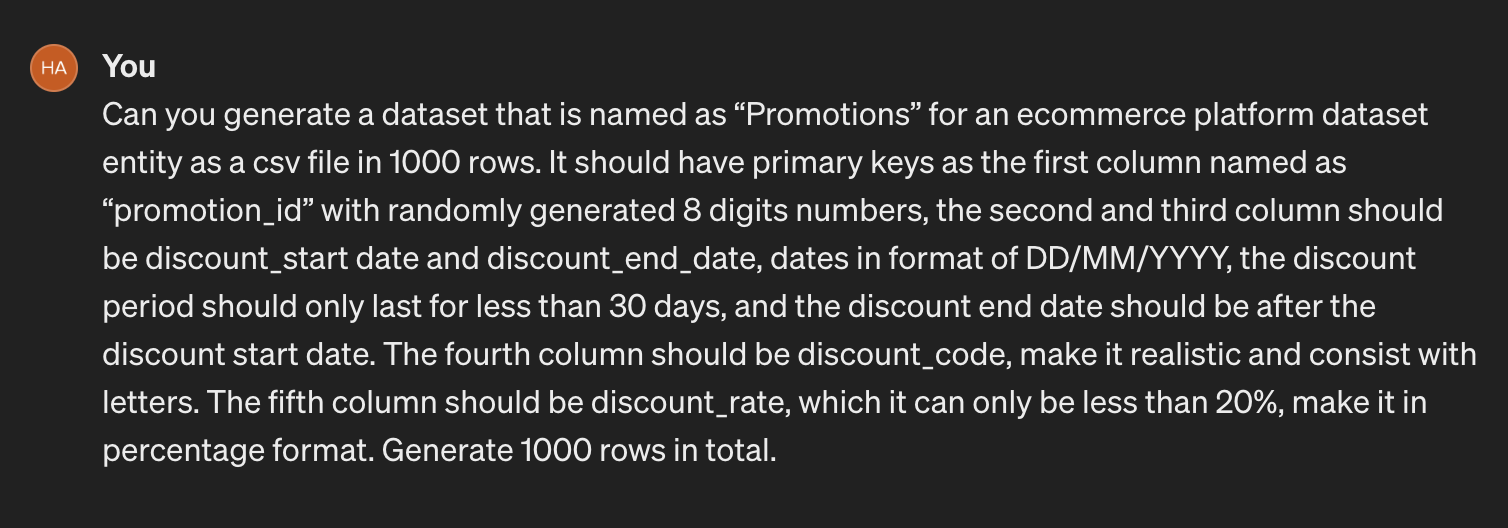 HA You
Can you generate a dataset that is named as “Promotions” for an ecommerce platform dataset
entity as a csv file in 1000 rows. It should have primary keys as the first column named as
“promotion_id” with randomly generated 8 digits numbers, the second and third column should
be discount_start date and discount_end_date, dates in format of DD/MM/YYYY, the discount
period should only last for less than 30 days, and the discount end date should be after the
discount start date. The fourth column should be discount_code, make it realistic and consist with
letters. The fifth column should be discount_rate, which it can only be less than 20%, make it in
percentage format. Generate 1000 rows in total.